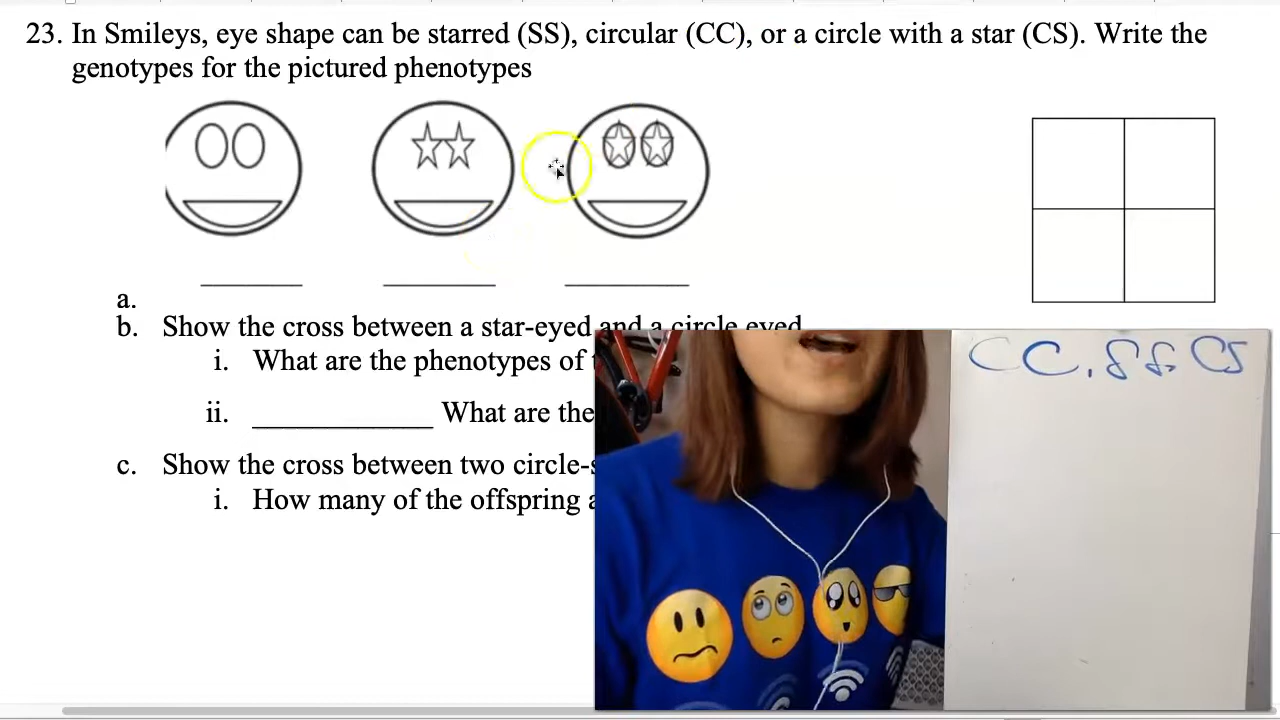 23. In Smileys, eye shape can be starred (SS), circular (CC), or a circle with a star (CS). Write the
genotypes for the pictured phenotypes
a.
b. Show the cross between a star-eyed and a circle eyed
i. What are the phenotypes of
ii. ____________ What are the
c. Show the cross between two circle-
i. How many of the offspring
CC, SS, CS